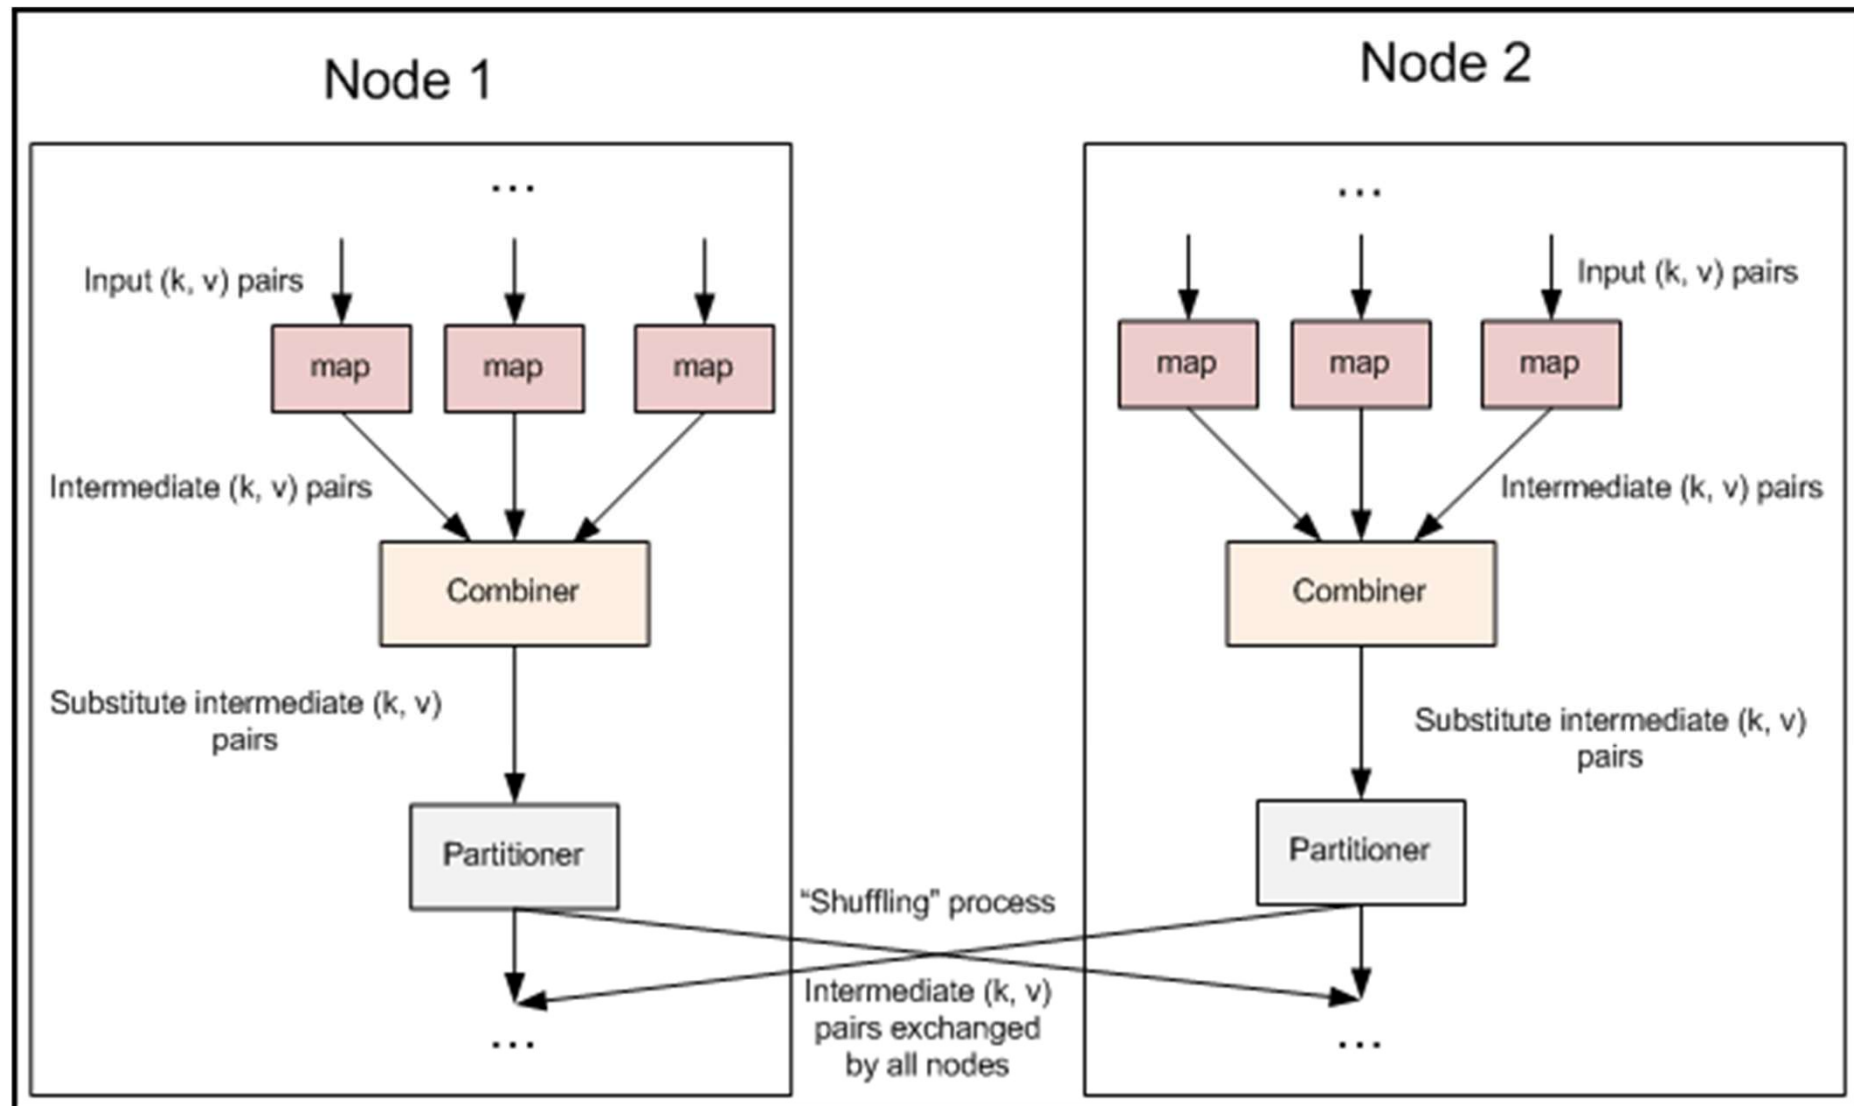 Node 1
Node 2
...
...
Input (k, v) pairs
Input (k, v) pairs
map
map
map
map
map
map
Intermediate (k, v) pairs
Intermediate (k, v) pairs
Combiner
Combiner
Substitute intermediate (k, v)
pairs
Substitute intermediate (k, v)
pairs
Partitioner
Partitioner
“Shuffling” process
Intermediate (k, v)
pairs exchanged
by all nodes
...
...